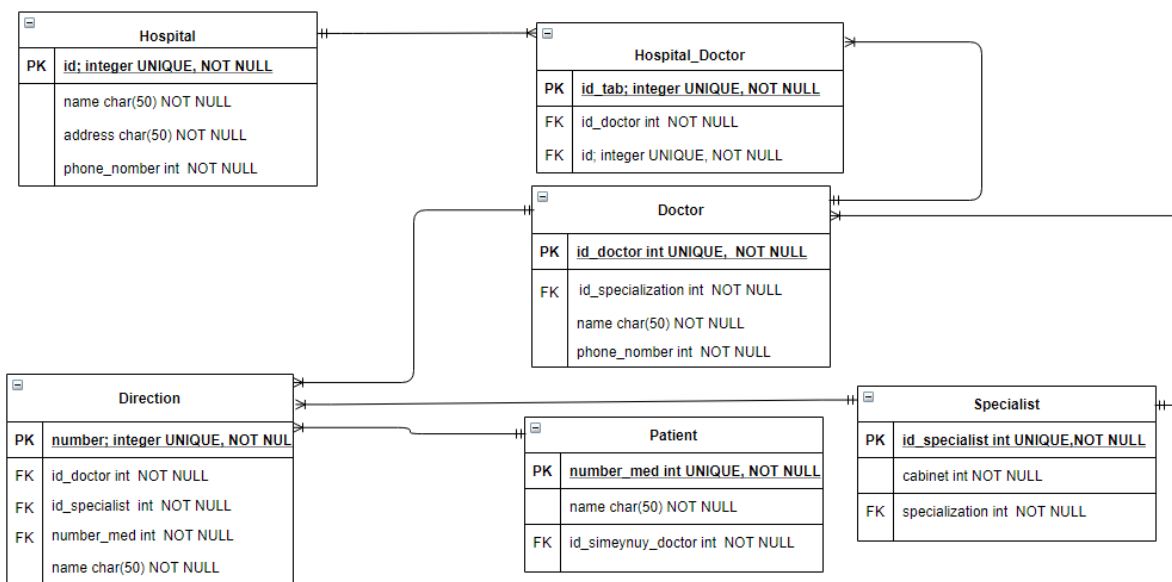 Hospital
PK id; integer UNIQUE, NOT NULL
name char(50) NOT NULL
address char(50) NOT NULL
phone_nomber int NOT NULL
Hospital_Doctor
PK id_tab; integer UNIQUE, NOT NULL
FK id_doctor int NOT NULL
FK id; integer UNIQUE, NOT NULL
Doctor
PK id_doctor int UNIQUE, NOT NULL
FK id_specialization int NOT NULL
name char(50) NOT NULL
phone_nomber int NOT NULL
Direction
PK number; integer UNIQUE, NOT NUL
FK id_doctor int NOT NULL
FK id_specialist int NOT NULL
FK number_med int NOT NULL
name char(50) NOT NULL
Patient
PK number_med int UNIQUE, NOT NULL
name char(50) NOT NULL
FK id_simeynuy_doctor int NOT NULL
Specialist
PK id_specialist int UNIQUE,NOT NULL
cabinet int NOT NULL
FK specialization int NOT NULL